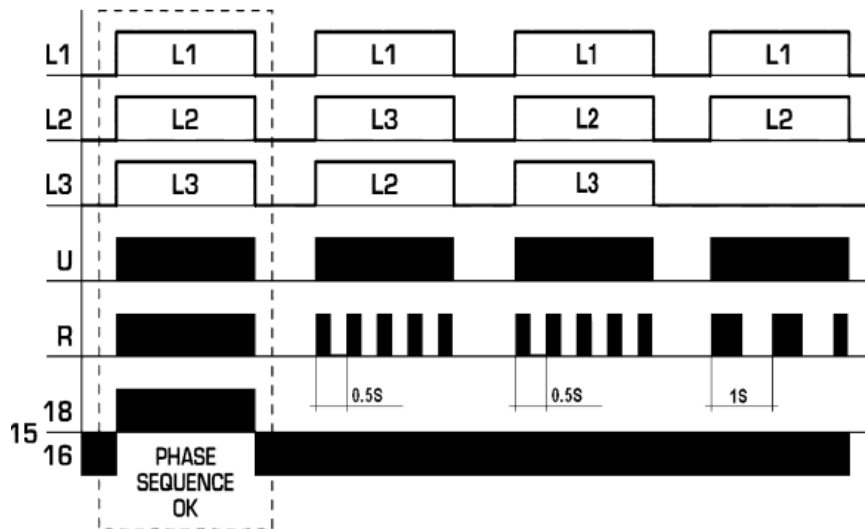 L1 L1 L1 L1 L1
L2 L2 L3 L2 L2
L3 L3 L2 L3
U
R
0.5S 0.5S 1S
18
15
16
PHASE
SEQUENCE
OK